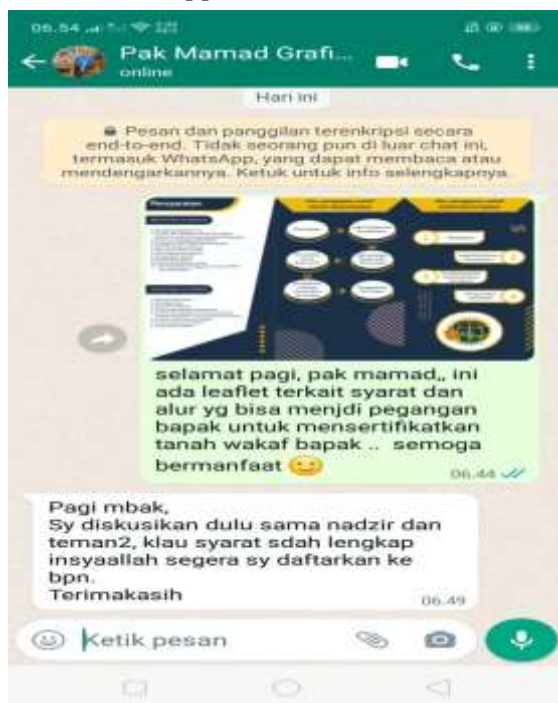 06.54
Pak Mamad Grafi...
online
Hari ini
Pesan dan panggilan terenkripsi secara
end-to-end. Tidak seorang pun di luar chat ini,
termasuk WhatsApp, yang dapat membaca atau
mendengarkannya. Ketuk untuk info selengkapnya.
Persyaratan
selamat pagi, pak mamad,, ini
ada leaflet terkait syarat dan
alur yg bisa menjdi pegangan
bapak untuk mensertifikatkan
tanah wakaf bapak .. semoga
bermanfaat 😊
06.44
Pagi mbak,
Sy diskusikan dulu sama nadzir dan
teman2, klau syarat sdah lengkap
insyaallah segera sy daftarkan ke
bpn.
Terimakasih
06.49
Ketik pesan